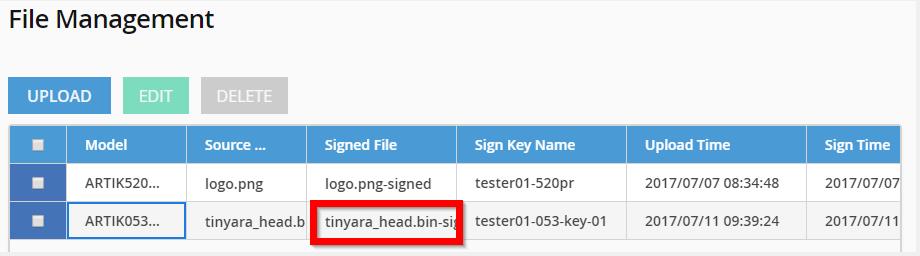 File Management
UPLOAD EDIT DELETE
Model Source ... Signed File Sign Key Name Upload Time Sign Time
ARTIK520... logo.png logo.png-signed tester01-520pr 2017/07/07 08:34:48 2017/07/07
ARTIK053... tinyara_head.b tinyara_head.bin-sig tester01-053-key-01 2017/07/11 09:39:24 2017/07/11